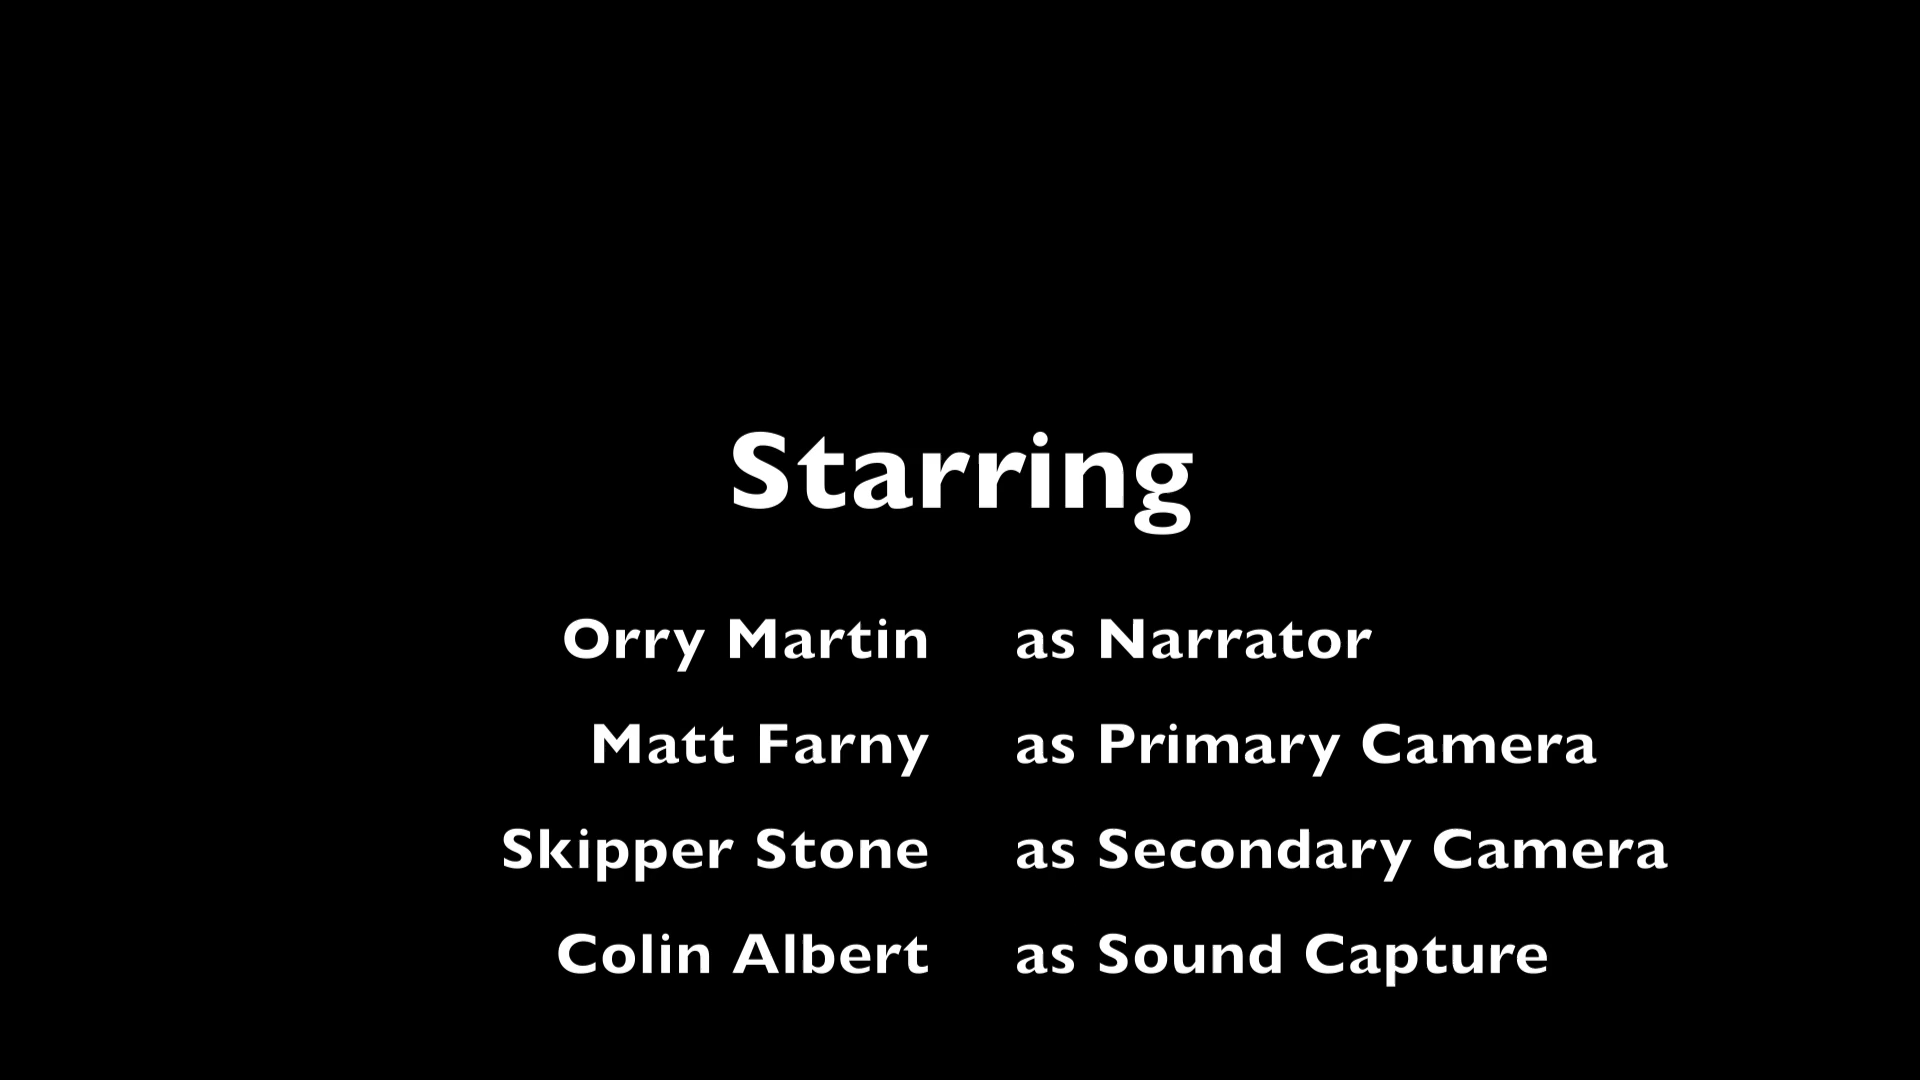 Starring
Orry Martin as Narrator
Matt Farny as Primary Camera
Skipper Stone as Secondary Camera
Colin Albert as Sound Capture